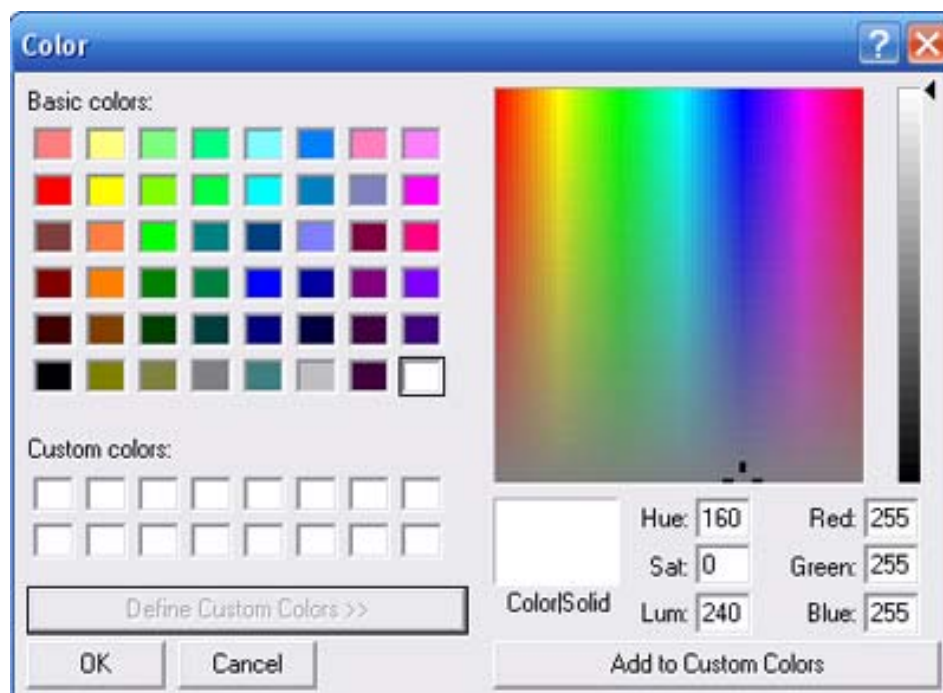 Color
Basic colors:
Custom colors:
Define Custom Colors >>
OK Cancel
Color|Solid
Hue: 160 Red: 255
Sat: 0 Green: 255
Lum: 240 Blue: 255
Add to Custom Colors